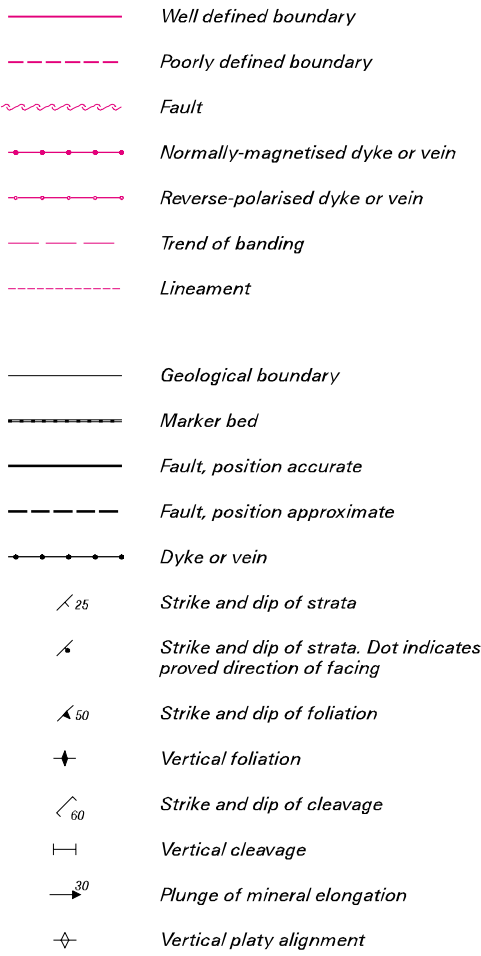 Well defined boundary
Poorly defined boundary
Fault
Normally-magnetised dyke or vein
Reverse-polarised dyke or vein
Trend of banding
Lineament
Geological boundary
Marker bed
Fault, position accurate
Fault, position approximate
Dyke or vein
25 Strike and dip of strata
Strike and dip of strata. Dot indicates
proved direction of facing
50 Strike and dip of foliation
Vertical foliation
60 Strike and dip of cleavage
Vertical cleavage
30 Plunge of mineral elongation
Vertical platy alignment